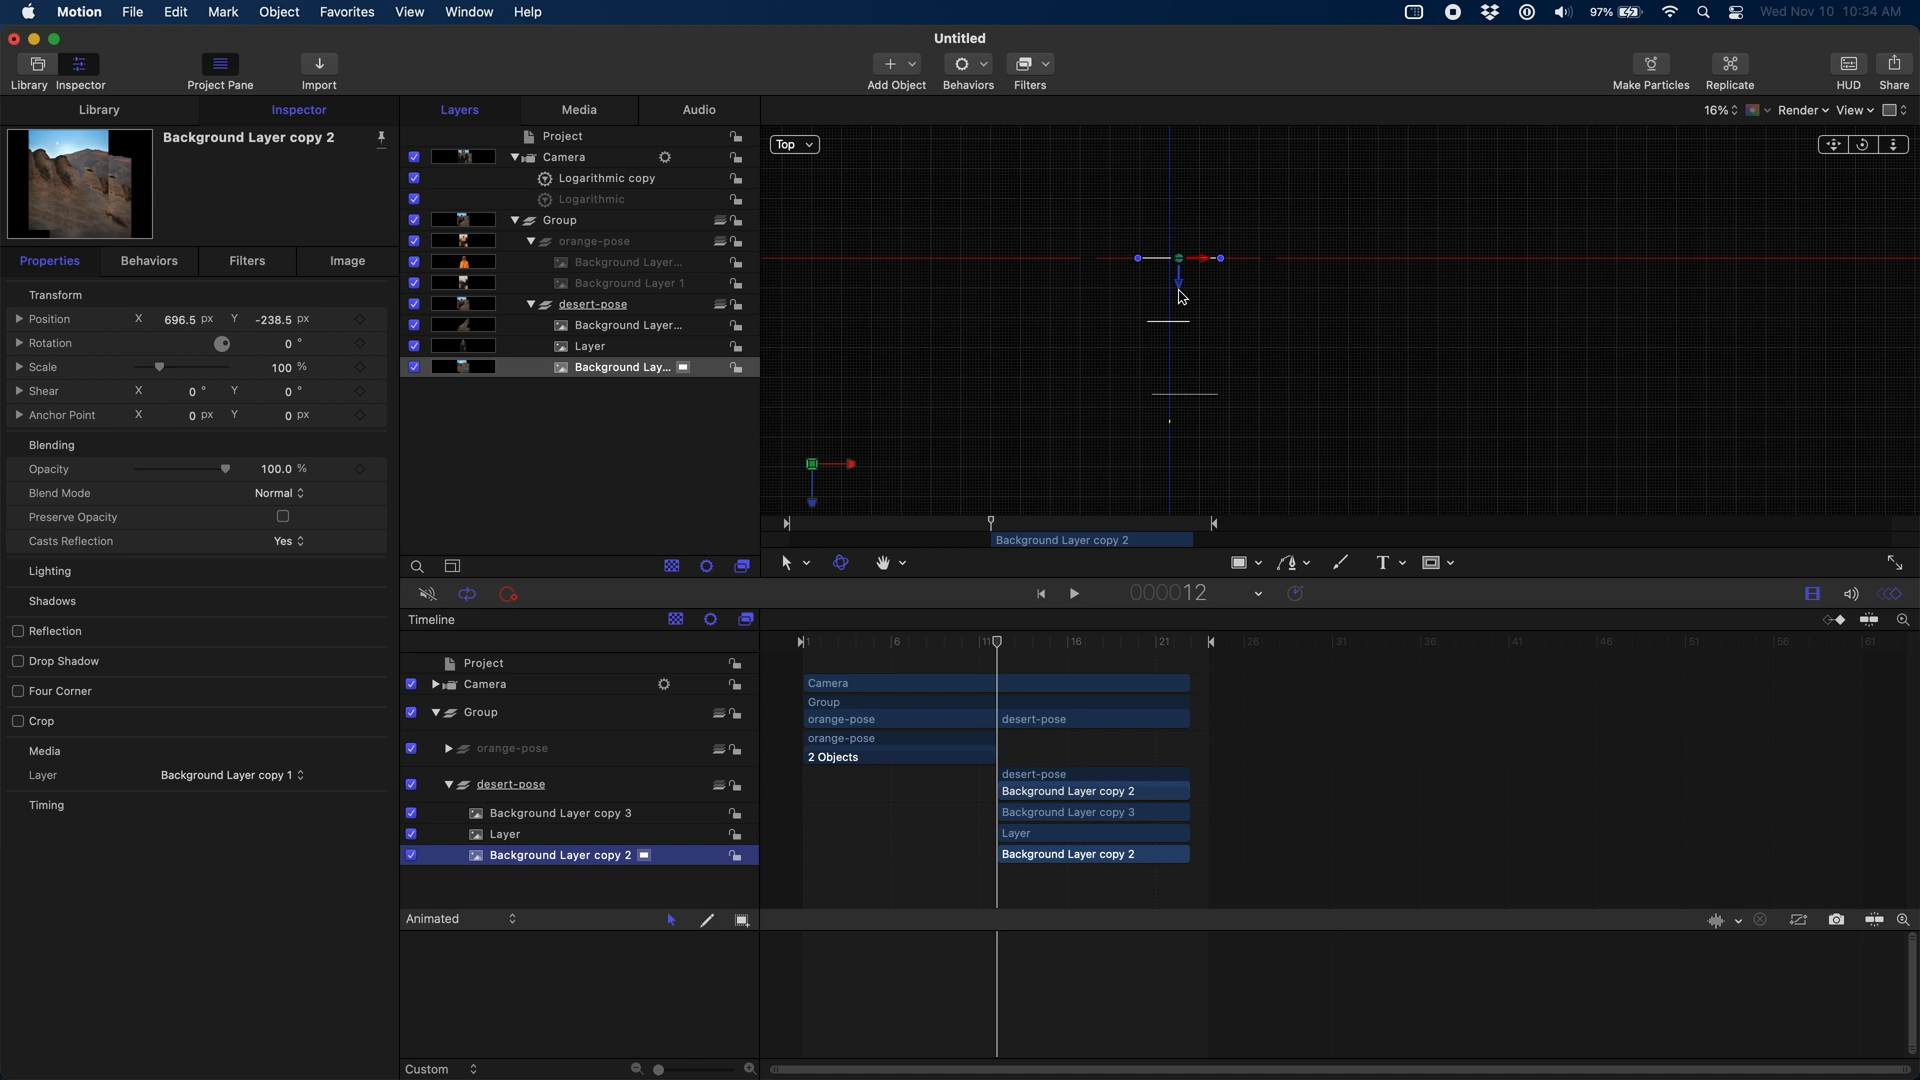 Motion File Edit Mark Object Favorites View Window Help 97% Wed Nov 10 10:34 AM
Untitled
Library Inspector Project Pane Import Add Object Behaviors Filters Make Particles Replicate HUD Share
Library Inspector Layers Media Audio 16% Render View
Background Layer copy 2
Project
Camera
Logarithmic copy
Logarithmic
Group
orange-pose
Background Layer...
Background Layer 1
desert-pose
Background Layer...
Layer
Background Lay...
Top
Background Layer copy 2
Properties Behaviors Filters Image
Transform
Position X 696.5 px Y -238.5 px
Rotation 0 °
Scale 100 %
Shear X 0 ° Y 0 °
Anchor Point X 0 px Y 0 px
Blending
Opacity 100.0 %
Blend Mode Normal
Preserve Opacity
Casts Reflection Yes
Lighting
Shadows
Reflection
Drop Shadow
Four Corner
Crop
Media
Layer Background Layer copy 1
Timing
T
000012
Timeline
1 6 11 16 21 26 31 36 41 46 51 56 61
Project
Camera
Group
orange-pose
desert-pose
Background Layer copy 3
Layer
Background Layer copy 2
Camera
Group
orange-pose desert-pose
orange-pose
2 Objects
desert-pose
Background Layer copy 2
Background Layer copy 3
Layer
Background Layer copy 2
Animated
Custom